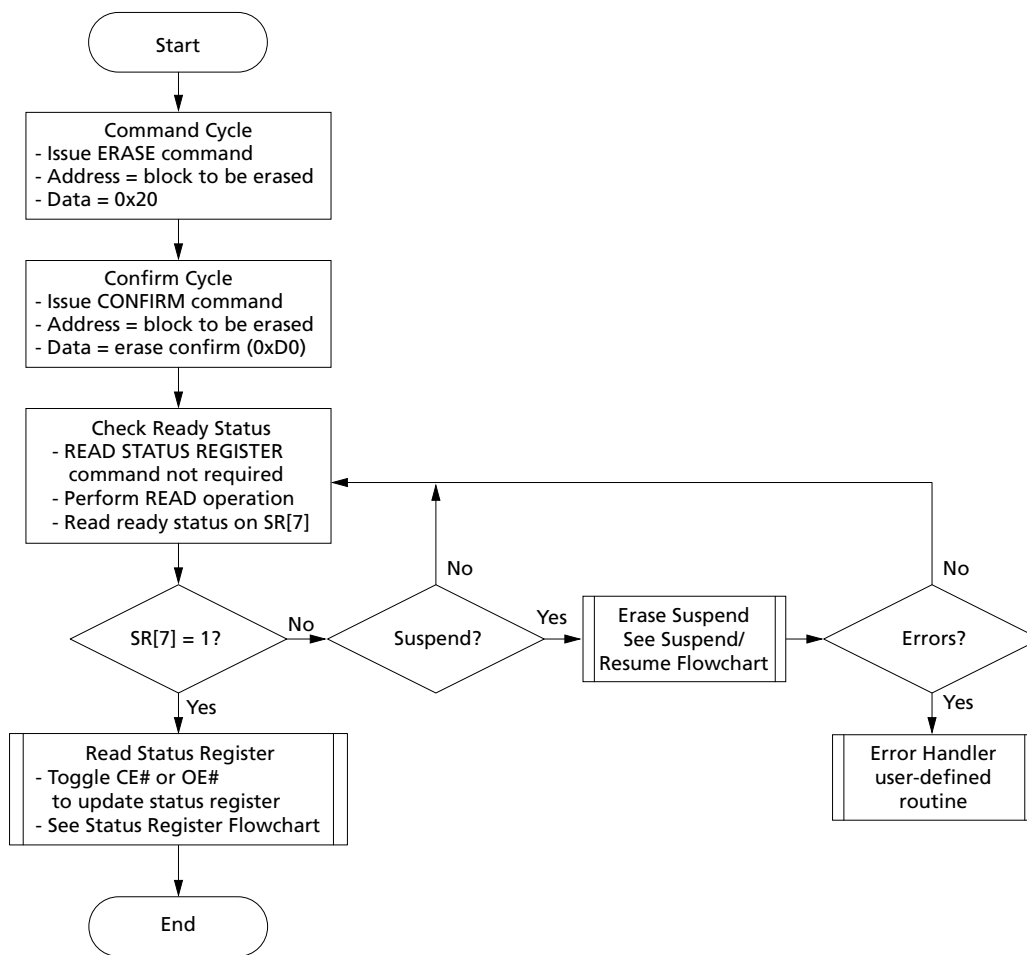 Start
Command Cycle
- Issue ERASE command
- Address = block to be erased
- Data = 0x20
Confirm Cycle
- Issue CONFIRM command
- Address = block to be erased
- Data = erase confirm (0xD0)
Check Ready Status
- READ STATUS REGISTER
command not required
- Perform READ operation
- Read ready status on SR[7]
SR[7] = 1?
No
Yes
Suspend?
No
Yes
Erase Suspend
See Suspend/
Resume Flowchart
Errors?
No
Yes
Read Status Register
- Toggle CE# or OE#
to update status register
- See Status Register Flowchart
Error Handler
user-defined
routine
End